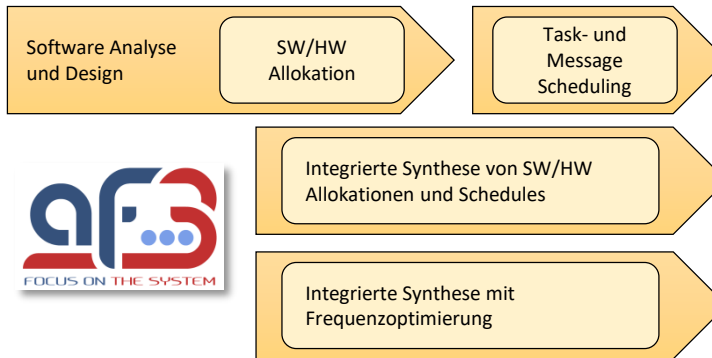 Software Analyse
und Design
SW/HW
Allokation
Task- und
Message
Scheduling
Integrierte Synthese von SW/HW
Allokationen und Schedules
af3
FOCUS ON THE SYSTEM
Integrierte Synthese mit
Frequenzoptimierung